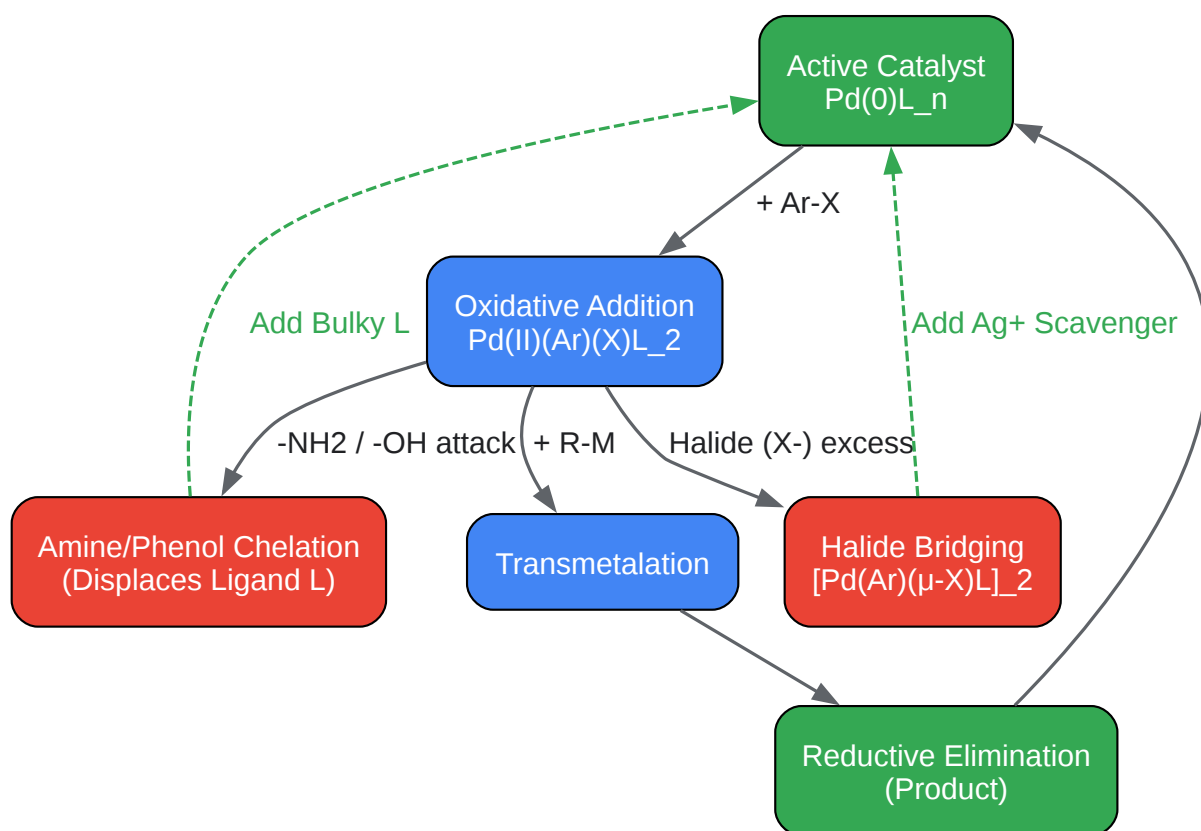 Active Catalyst
Pd(0)L_n
+ Ar-X
Oxidative Addition
Pd(II)(Ar)(X)L_2
Add Bulky L
Add Ag+ Scavenger
-NH2 / -OH attack
+ R-M
Halide (X-) excess
Amine/Phenol Chelation
(Displaces Ligand L)
Transmetalation
Halide Bridging
[Pd(Ar)(μ-X)L]_2
Reductive Elimination
(Product)